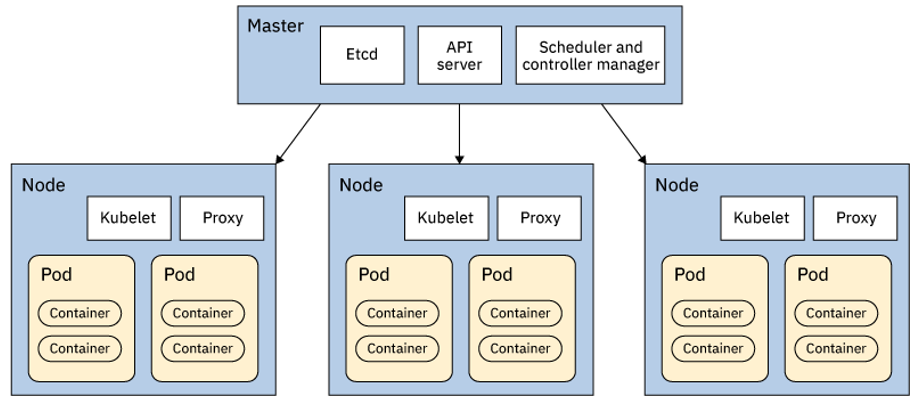 Master
Etcd
API
server
Scheduler and
controller manager
Node
Kubelet
Proxy
Pod
Container
Container
Pod
Container
Container
Node
Kubelet
Proxy
Pod
Container
Container
Pod
Container
Container
Node
Kubelet
Proxy
Pod
Container
Container
Pod
Container
Container